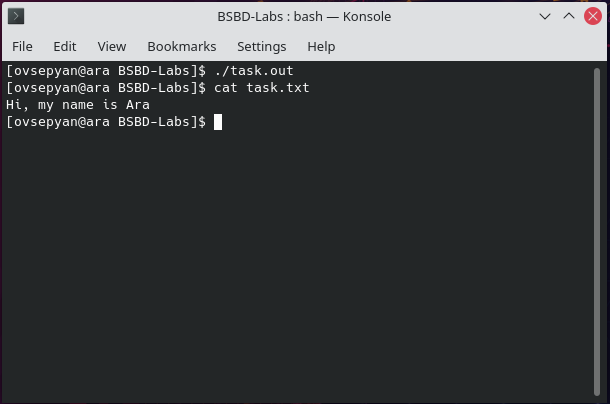 BSBD-Labs : bash — Konsole
File Edit View Bookmarks Settings Help
[ovsepyan@ara BSBD-Labs]$ ./task.out
[ovsepyan@ara BSBD-Labs]$ cat task.txt
Hi, my name is Ara
[ovsepyan@ara BSBD-Labs]$